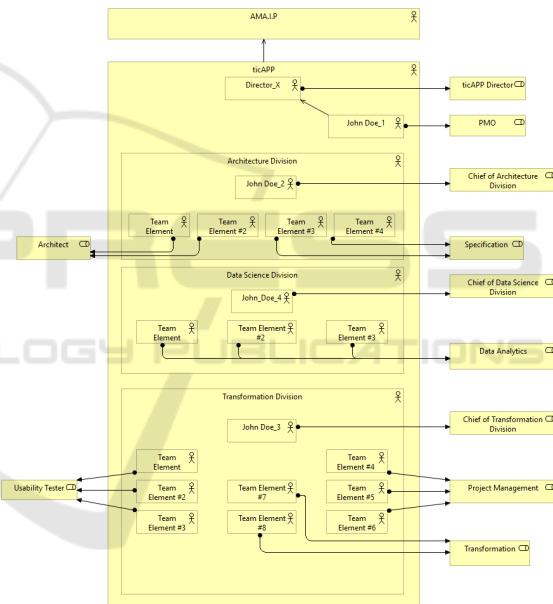 AMA.I.P
ticAPP
Director_X
ticAPP Director
John Doe_1
PMO
Architecture Division
John Doe_2
Chief of Architecture
Division
Team
Element
Team
Element #2
Team
Element #3
Team
Element #4
Architect
Specification
Data Science Division
John_Doe_4
Chief of Data Science
Division
Team
Element
Team Element
#2
Team
Element #3
Data Analytics
LOGY PUBLICATIONS
Transformation Division
John Doe_3
Chief of Transformation
Division
Team
Element
Team
Element #4
Usability Tester
Team
Element #2
Team Element
#7
Team
Element #5
Project Management
Team
Element #3
Team Element
#8
Team
Element #6
Transformation